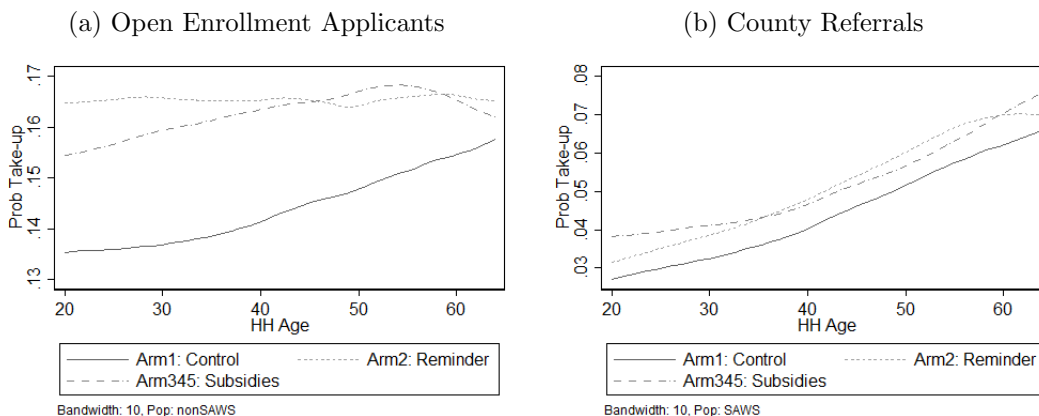 (a) Open Enrollment Applicants
.17
.16
.15
.14
.13
Prob Take-up
20 30 40 50 60
HH Age
Arm1: Control Arm2: Reminder
Arm345: Subsidies
Bandwidth: 10, Pop: nonSAWS
(b) County Referrals
.08
.07
.06
.05
.04
.03
Prob Take-up
20 30 40 50 60
HH Age
Arm1: Control Arm2: Reminder
Arm345: Subsidies
Bandwidth: 10, Pop: SAWS